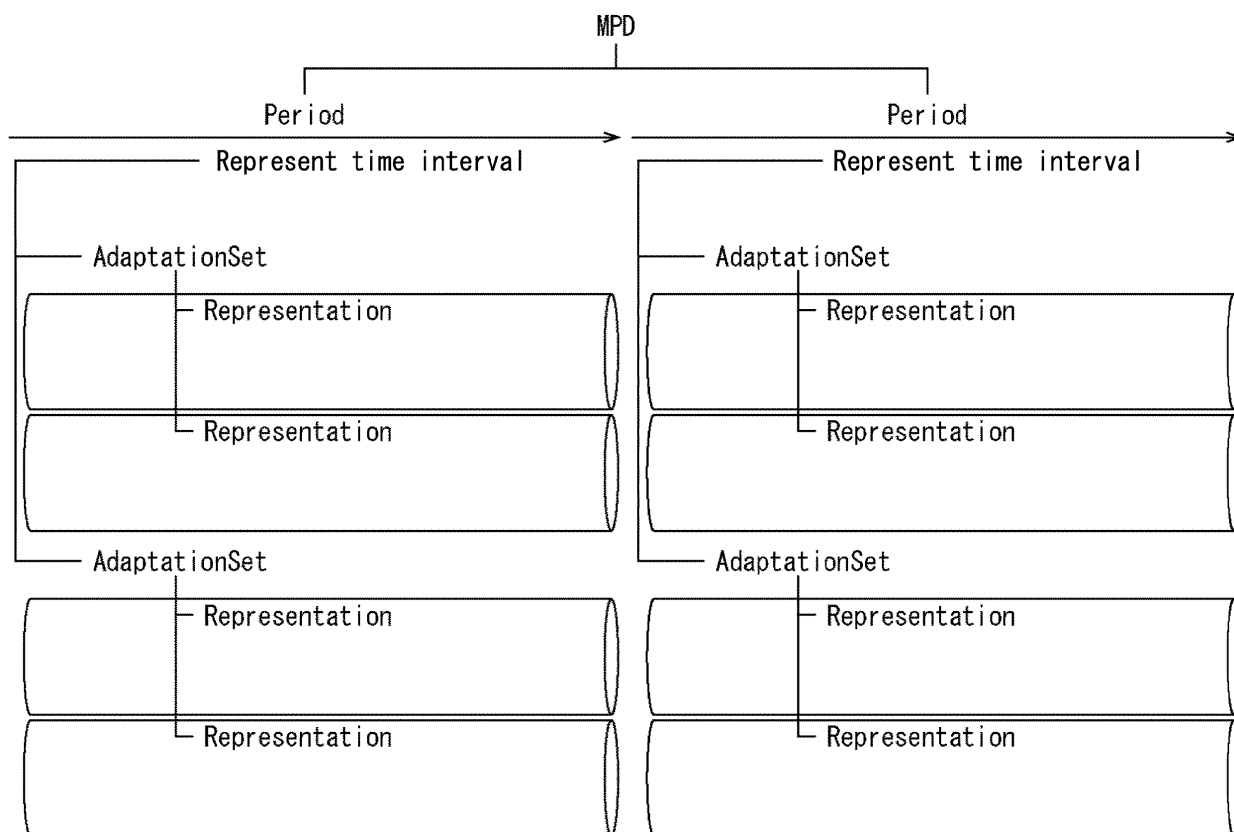 MPD
Period Period
Represent time interval Represent time interval
AdaptationSet AdaptationSet
Representation Representation
Representation Representation
AdaptationSet AdaptationSet
Representation Representation
Representation Representation